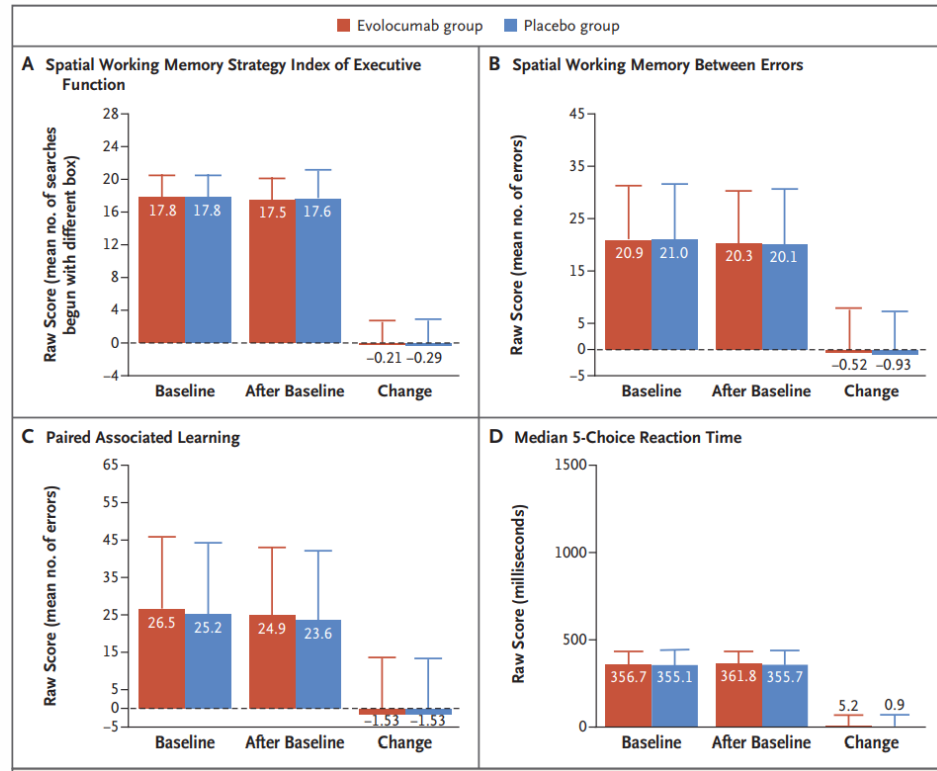 Evolocumab group Placebo group
A Spatial Working Memory Strategy Index of Executive
Function
Raw Score (mean no. of searches
begun with different box)
28
24
20
16
12
8
4
0
−4
17.8 17.8 17.5 17.6 −0.21 −0.29
Baseline After Baseline Change
B Spatial Working Memory Between Errors
Raw Score (mean no. of errors)
45
35
25
15
5
0
−5
20.9 21.0 20.3 20.1 −0.52 −0.93
Baseline After Baseline Change
C Paired Associated Learning
Raw Score (mean no. of errors)
65
55
45
35
25
15
5
0
−5
26.5 25.2 24.9 23.6 −1.53 −1.53
Baseline After Baseline Change
D Median 5-Choice Reaction Time
Raw Score (milliseconds)
1500
1000
500
0
356.7 355.1 361.8 355.7 5.2 0.9
Baseline After Baseline Change